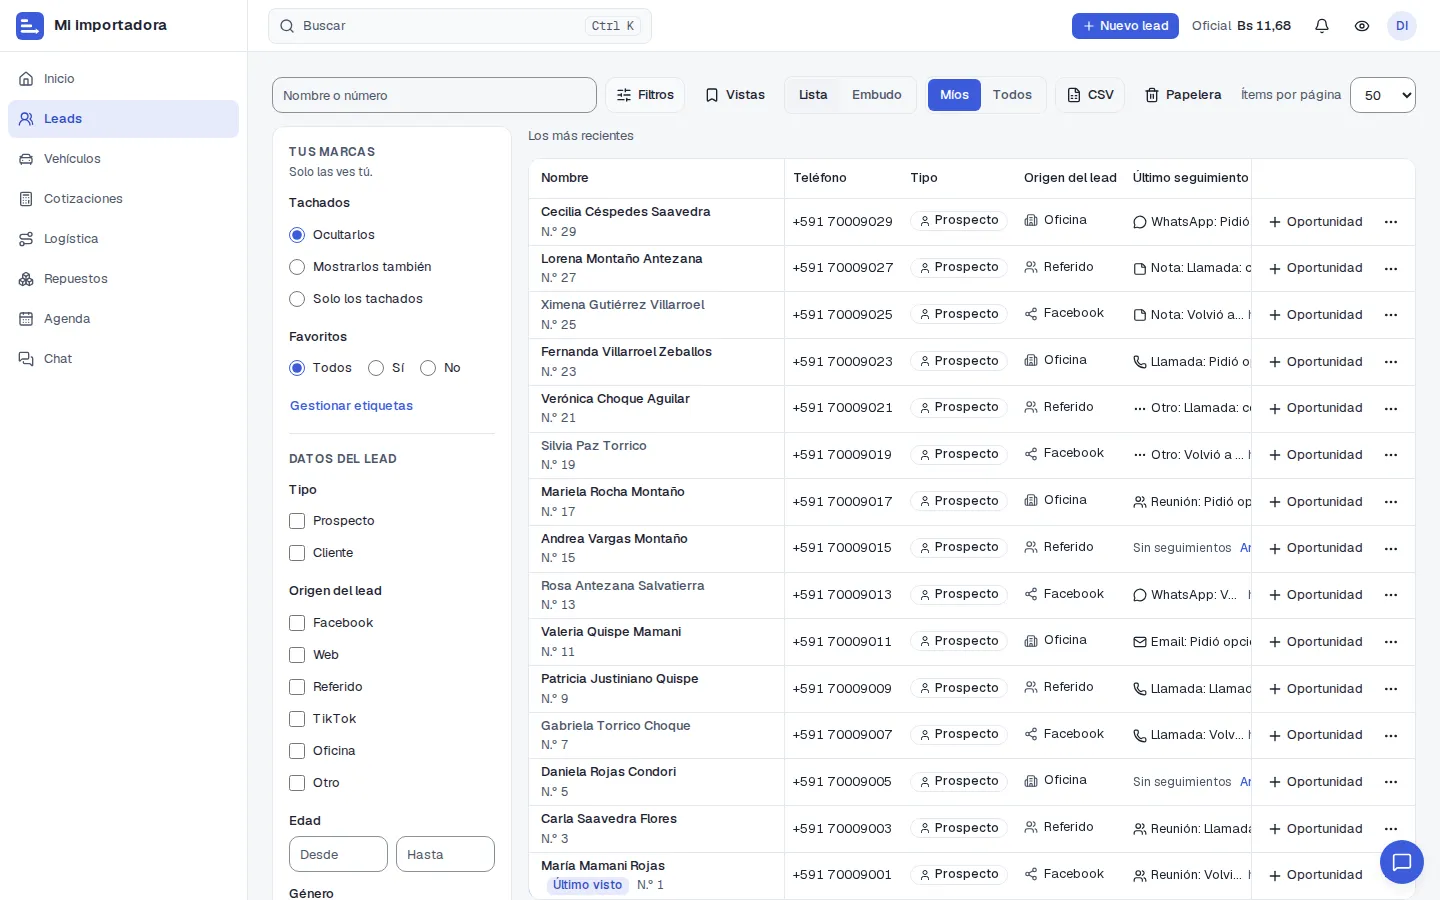 Mi Importadora
Buscar
Ctrl K
Nuevo lead
Oficial Bs 11,68
DI
Inicio
Leads
Vehículos
Cotizaciones
Logística
Repuestos
Agenda
Chat
Nombre o número
Filtros
Vistas
Lista
Embudo
Míos
Todos
CSV
Papelera
Ítems por página
50
TUS MARCAS
Solo las ves tú.
Tachados
Ocultarlos
Mostrarlos también
Solo los tachados
Favoritos
Todos
Sí
No
Gestionar etiquetas
DATOS DEL LEAD
Tipo
Prospecto
Cliente
Origen del lead
Facebook
Web
Referido
TikTok
Oficina
Otro
Edad
Desde
Hasta
Género
Los más recientes
Nombre Teléfono Tipo Origen del lead Último seguimiento
Cecilia Céspedes Saavedra
N.º 29
+591 70009029 Prospecto Oficina WhatsApp: Pidió Oportunidad
Lorena Montaño Antezana
N.º 27
+591 70009027 Prospecto Referido Nota: Llamada: Oportunidad
Ximena Gutiérrez Villarroel
N.º 25
+591 70009025 Prospecto Facebook Nota: Volvió a... Oportunidad
Fernanda Villarroel Zeballos
N.º 23
+591 70009023 Prospecto Oficina Llamada: Pidió Oportunidad
Verónica Choque Aguilar
N.º 21
+591 70009021 Prospecto Referido Otro: Llamada: Oportunidad
Silvia Paz Torrico
N.º 19
+591 70009019 Prospecto Facebook Otro: Volvió a ... Oportunidad
Mariela Rocha Montaño
N.º 17
+591 70009017 Prospecto Oficina Reunión: Pidió op Oportunidad
Andrea Vargas Montaño
N.º 15
+591 70009015 Prospecto Referido Sin seguimientos Oportunidad
Rosa Antezana Salvatierra
N.º 13
+591 70009013 Prospecto Facebook WhatsApp: V... Oportunidad
Valeria Quispe Mamani
N.º 11
+591 70009011 Prospecto Oficina Email: Pidió opci Oportunidad
Patricia Justiniano Quispe
N.º 9
+591 70009009 Prospecto Referido Llamada: Llamad Oportunidad
Gabriela Torrico Choque
N.º 7
+591 70009007 Prospecto Facebook Llamada: Volv... Oportunidad
Daniela Rojas Condori
N.º 5
+591 70009005 Prospecto Oficina Sin seguimientos Oportunidad
Carla Saavedra Flores
N.º 3
+591 70009003 Prospecto Referido Reunión: Llamada Oportunidad
María Mamani Rojas
Último visto N.º 1
+591 70009001 Prospecto Facebook Reunión: Volvi... Oportunidad